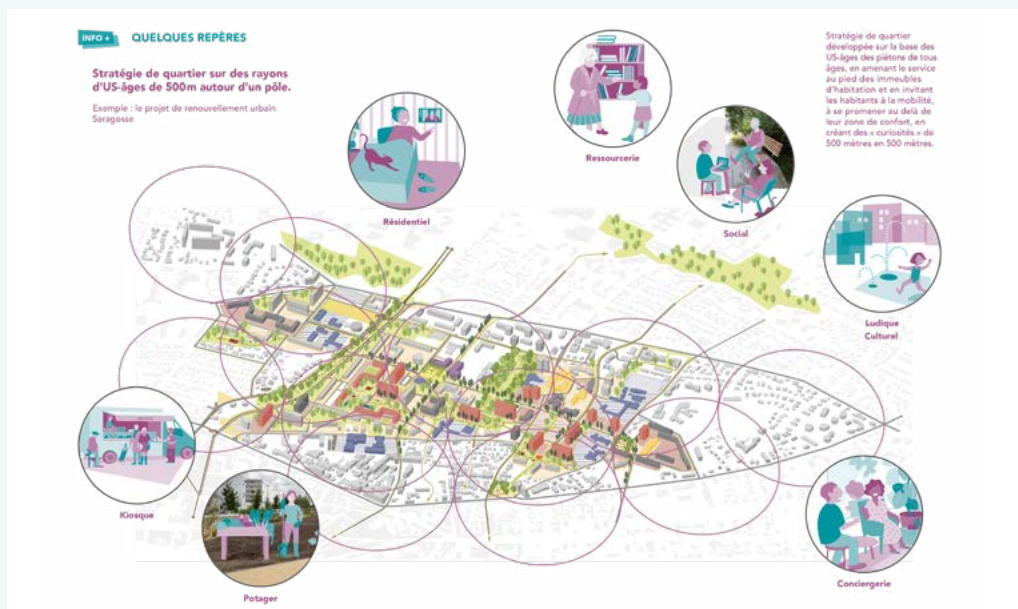 INFO +
QUELQUES REPÈRES
Stratégie de quartier sur des rayons
d'US-âges de 500m autour d'un pôle.
Exemple : le projet de renouvellement urbain
Saragosse
Stratégie de quartier
développée sur la base des
US-âges des piétons de tous
âges, en amenant le service
au pied des immeubles
d'habitation et en invitant
les habitants à la mobilité,
à se promener au delà de
leur zone de confort, en
créant des « curiosités » de
500 mètres en 500 mètres.
Ressourcerie
Résidentiel
Social
Ludique
Culturel
Kiosque
Potager
Conciergerie